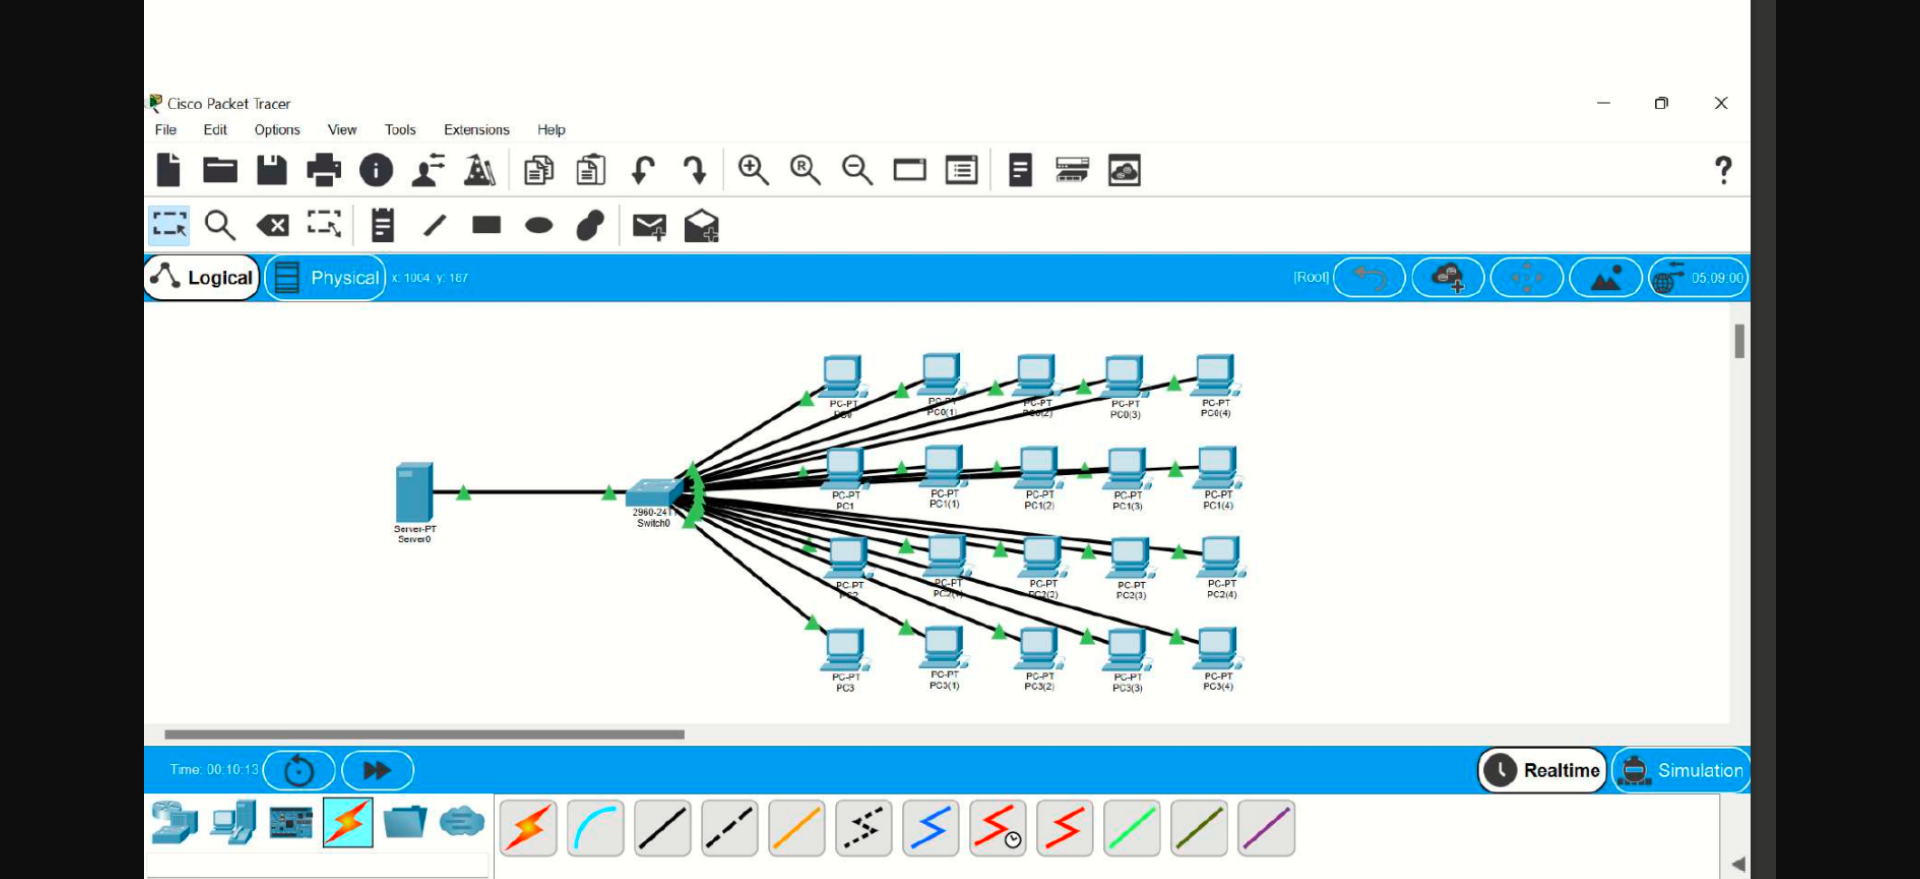 Cisco Packet Tracer
File Edit Options View Tools Extensions Help
Logical Physical x: 1004, y: 187 [Root] 05:09:00
PC-PT PC-PT PC-PT PC-PT PC-PT
PC0 PC0(1) PC0(2) PC0(3) PC0(4)
PC-PT PC-PT PC-PT PC-PT PC-PT
PC1 PC1(1) PC1(2) PC1(3) PC1(4)
2960-24TT
Switch0
Server-PT
Server0
PC-PT PC-PT PC-PT PC-PT PC-PT
PC2 PC2(1) PC2(2) PC2(3) PC2(4)
PC-PT PC-PT PC-PT PC-PT PC-PT
PC3 PC3(1) PC3(2) PC3(3) PC3(4)
Time: 00:10:13 Realtime Simulation